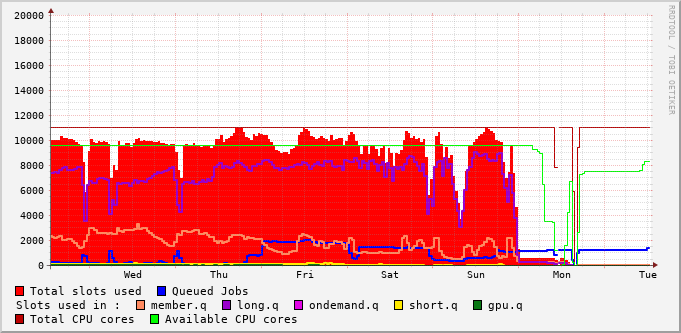 20000
18000
16000
14000
12000
10000
8000
6000
4000
2000
0
Wed Thu Fri Sat Sun Mon Tue
RRDTOOL / TOBI OETIKER
Total slots used Queued Jobs
Slots used in : member.q long.q ondemand.q short.q gpu.q
Total CPU cores Available CPU cores